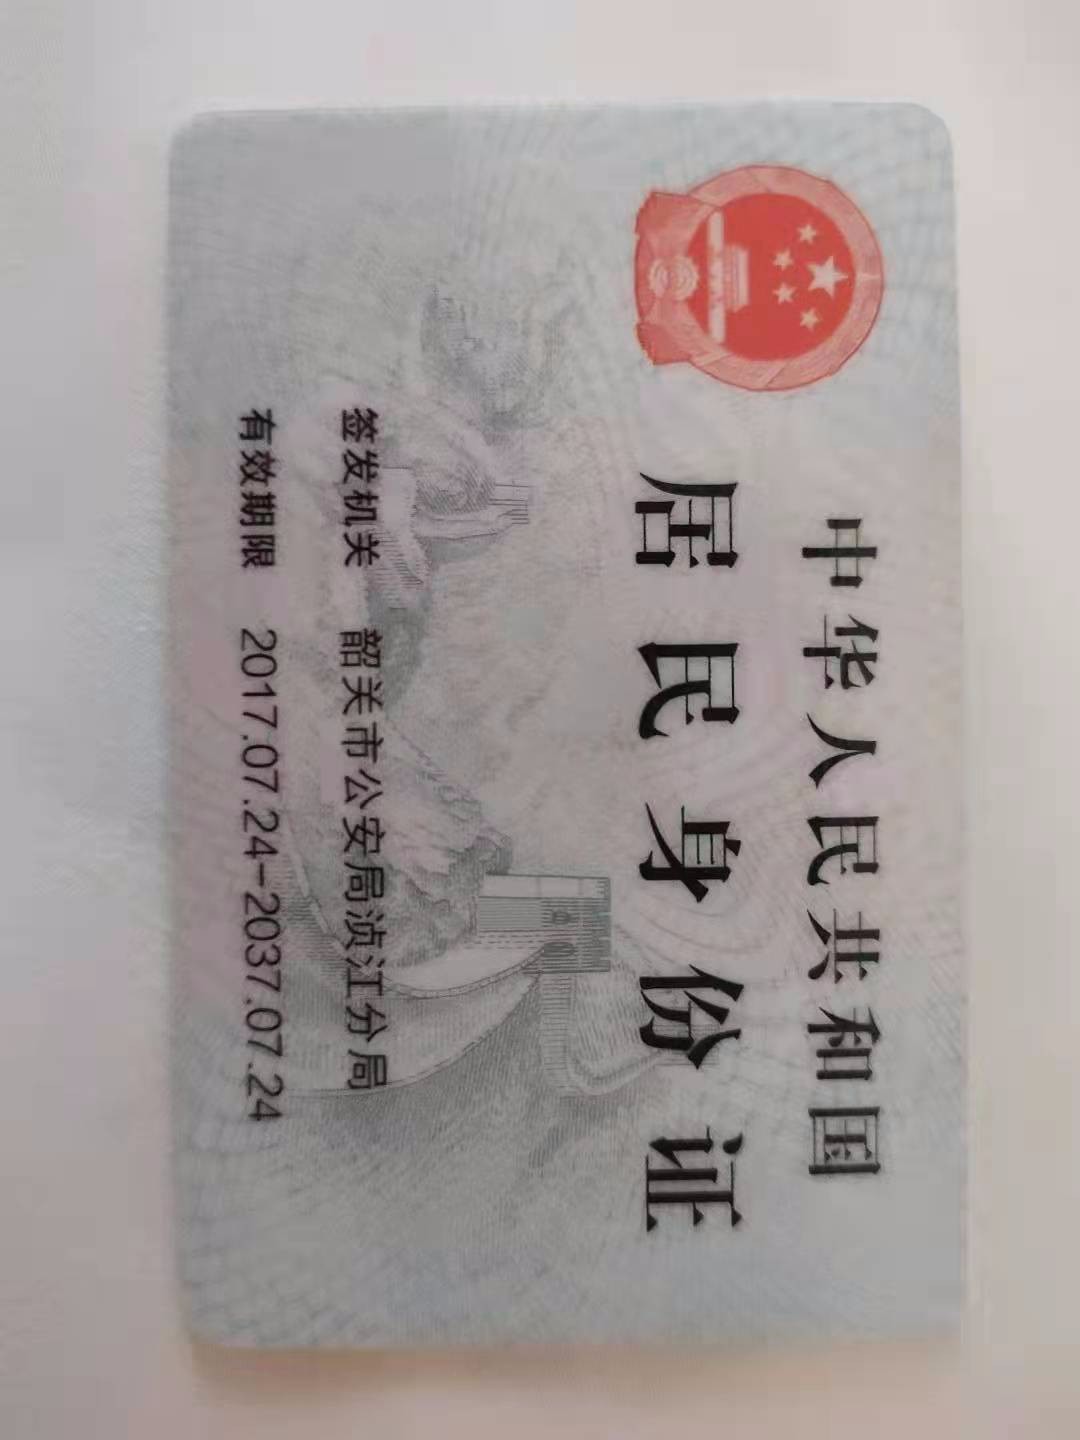 中华人民共和国
居民身份证
签发机关 韶关市公安局浈江分局
有效期限 2017.07.24-2037.07.24